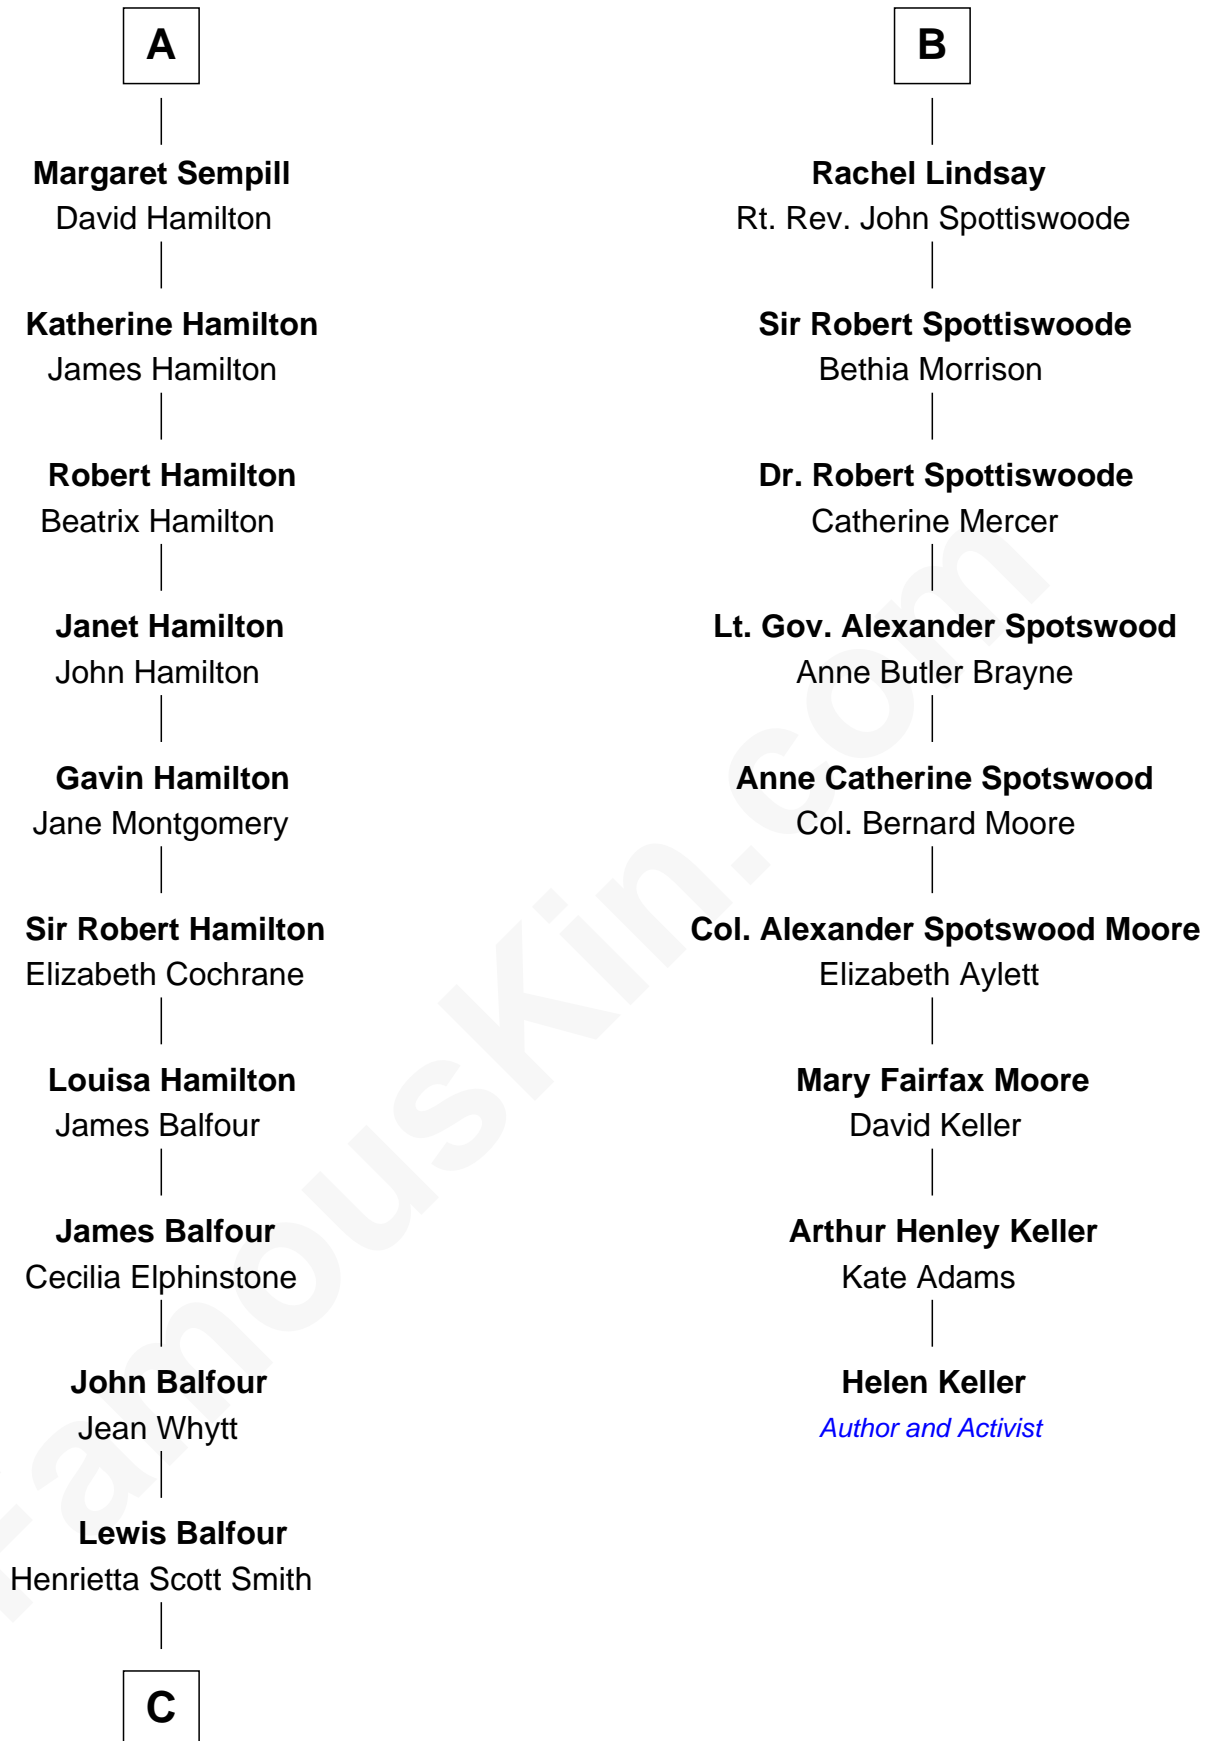 A
Margaret Sempill
David Hamilton
Katherine Hamilton
James Hamilton
Robert Hamilton
Beatrix Hamilton
Janet Hamilton
John Hamilton
Gavin Hamilton
Jane Montgomery
Sir Robert Hamilton
Elizabeth Cochrane
Louisa Hamilton
James Balfour
James Balfour
Cecilia Elphinstone
John Balfour
Jean Whytt
Lewis Balfour
Henrietta Scott Smith
C
B
Rachel Lindsay
Rt. Rev. John Spottiswoode
Sir Robert Spottiswoode
Bethia Morrison
Dr. Robert Spottiswoode
Catherine Mercer
Lt. Gov. Alexander Spotswood
Anne Butler Brayne
Anne Catherine Spotswood
Col. Bernard Moore
Col. Alexander Spotswood Moore
Elizabeth Aylett
Mary Fairfax Moore
David Keller
Arthur Henley Keller
Kate Adams
Helen Keller
Author and Activist
FamousKin.com